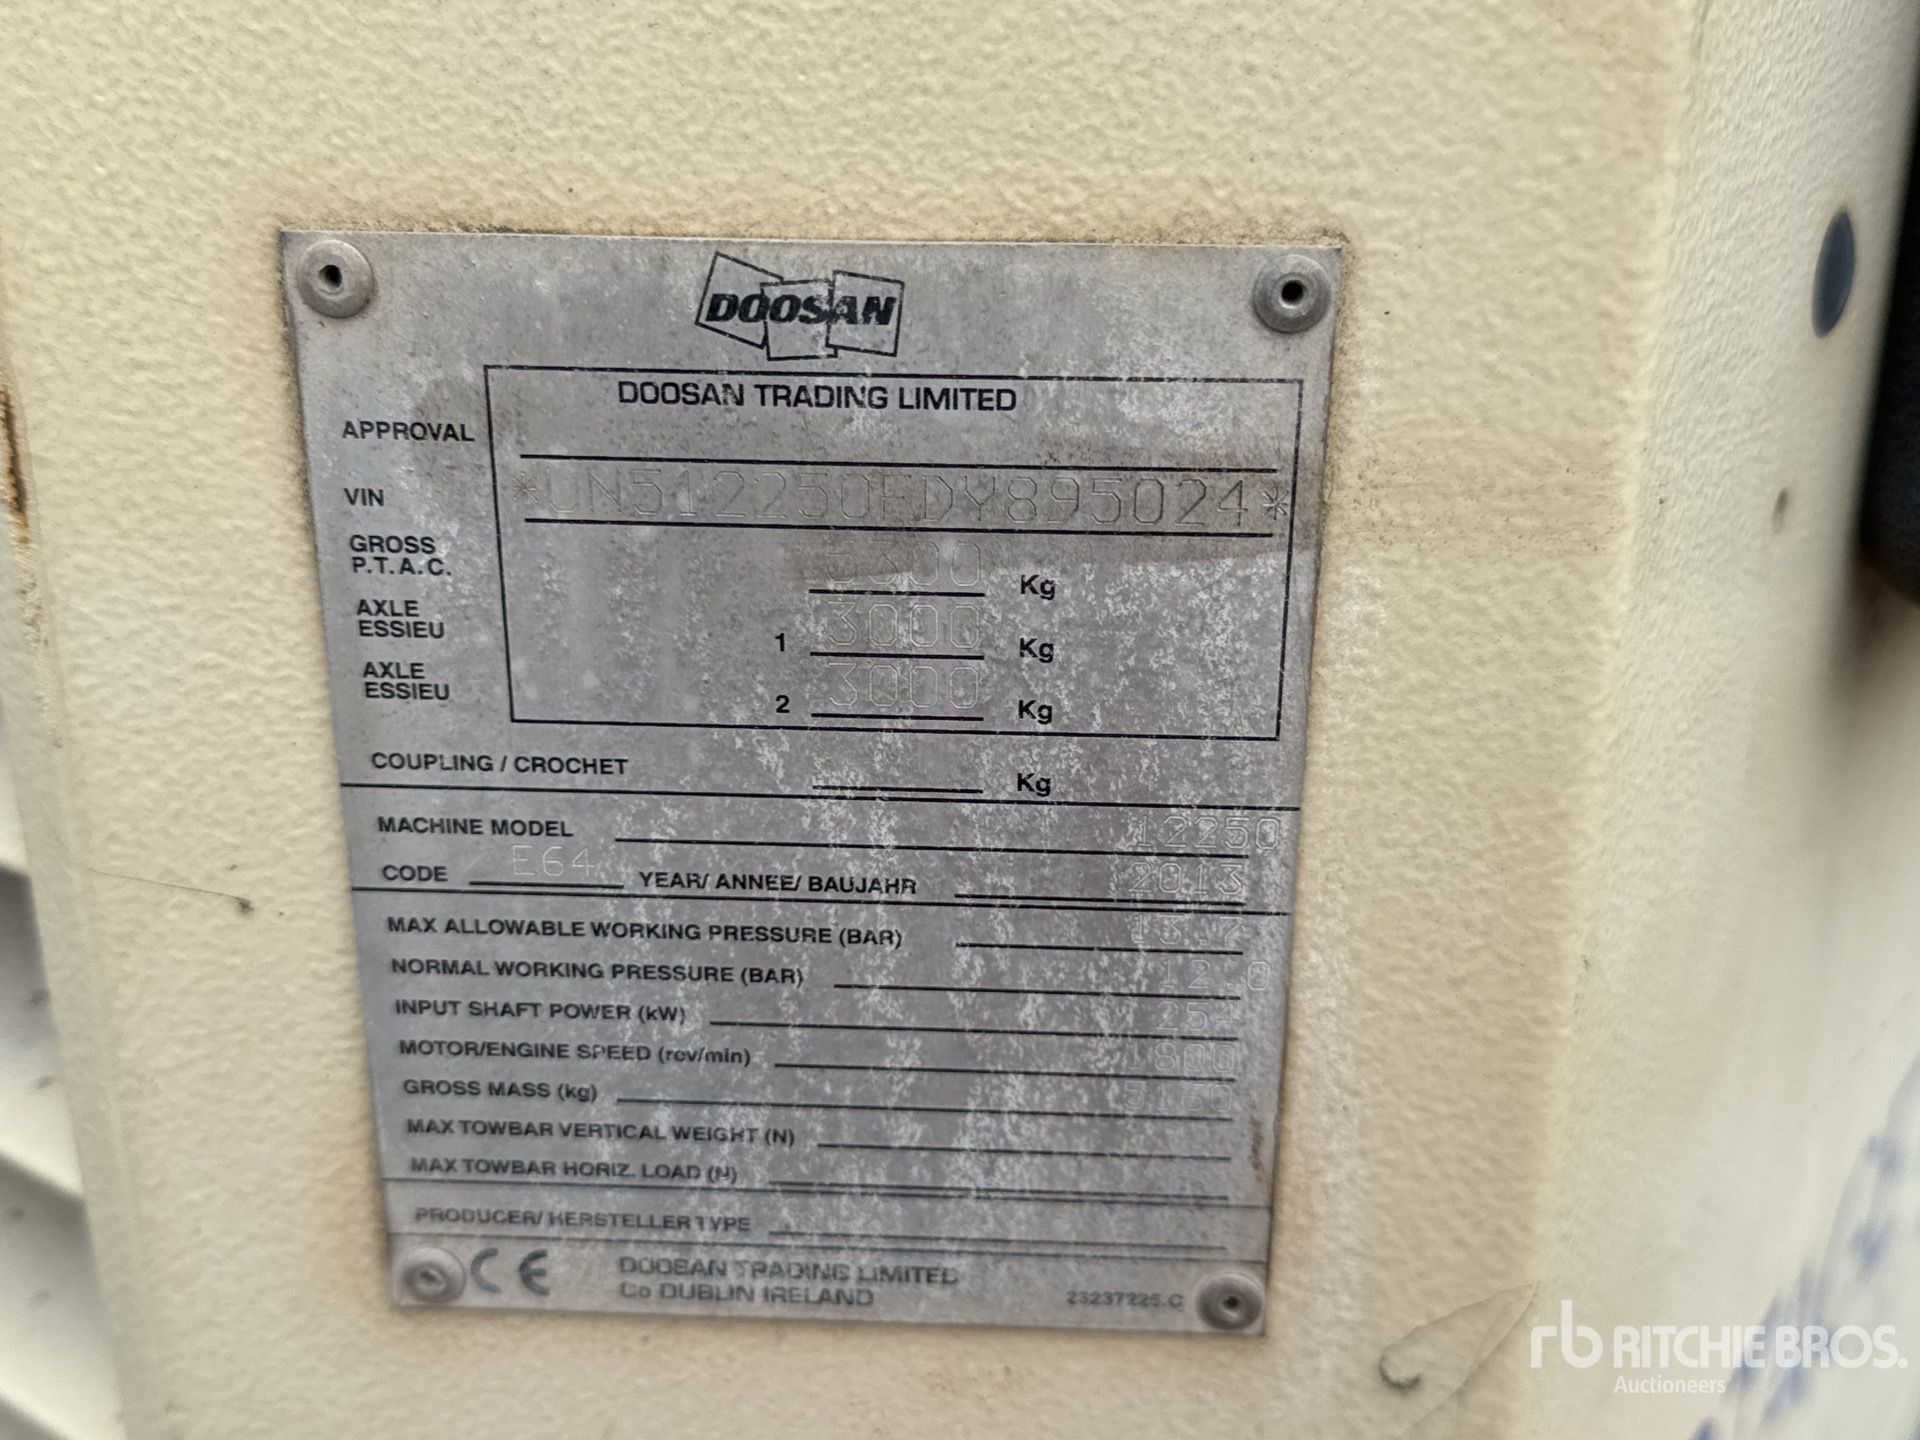 DOOSAN
DOOSAN TRADING LIMITED
APPROVAL
VIN *UN512250FDY895024*
GROSS
P.T.A.C. Kg
AXLE
ESSIEU 1 3000 Kg
AXLE
ESSIEU 2 3000 Kg
COUPLING / CROCHET Kg
MACHINE MODEL 12250
CODE E64 YEAR/ ANNEE/ BAUJAHR 2013
MAX ALLOWABLE WORKING PRESSURE (BAR)
NORMAL WORKING PRESSURE (BAR) 12.0
INPUT SHAFT POWER (kW) 254
MOTOR/ENGINE SPEED (rev/min) 1800
GROSS MASS (kg)
MAX TOWBAR VERTICAL WEIGHT (N)
MAX TOWBAR HORIZ. LOAD (N)
PRODUCER/ HERSTELLER TYPE
CE DOOSAN TRADING LIMITED
Co DUBLIN IRELAND 23237225.C
rb RITCHIE BROS.
Auctioneers